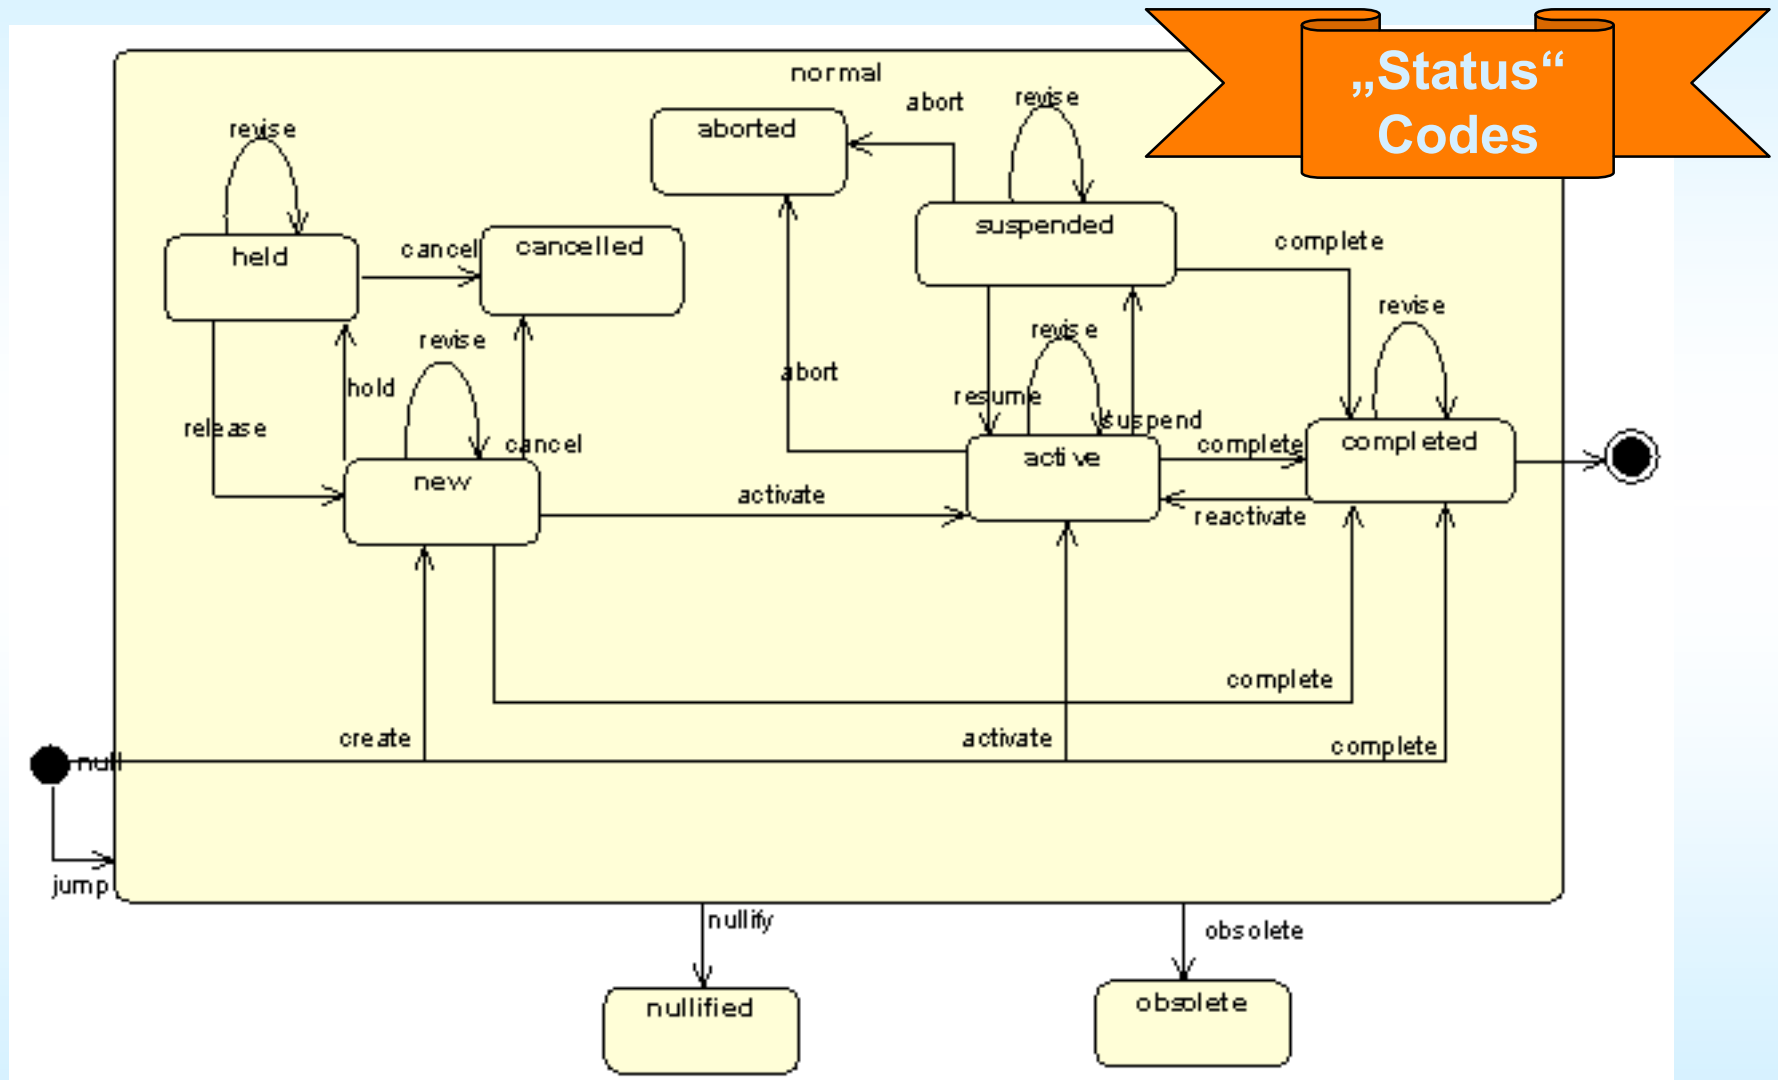 „Status“
Codes
normal
abort
revise
aborted
revise
suspended
complete
held
cancel
cancelled
revise
revise
revise
abort
hold
resume
suspend
release
cancel
complete
completed
active
new
activate
reactivate
complete
create
activate
complete
null
jump
nullify
obsolete
nullified
obsolete